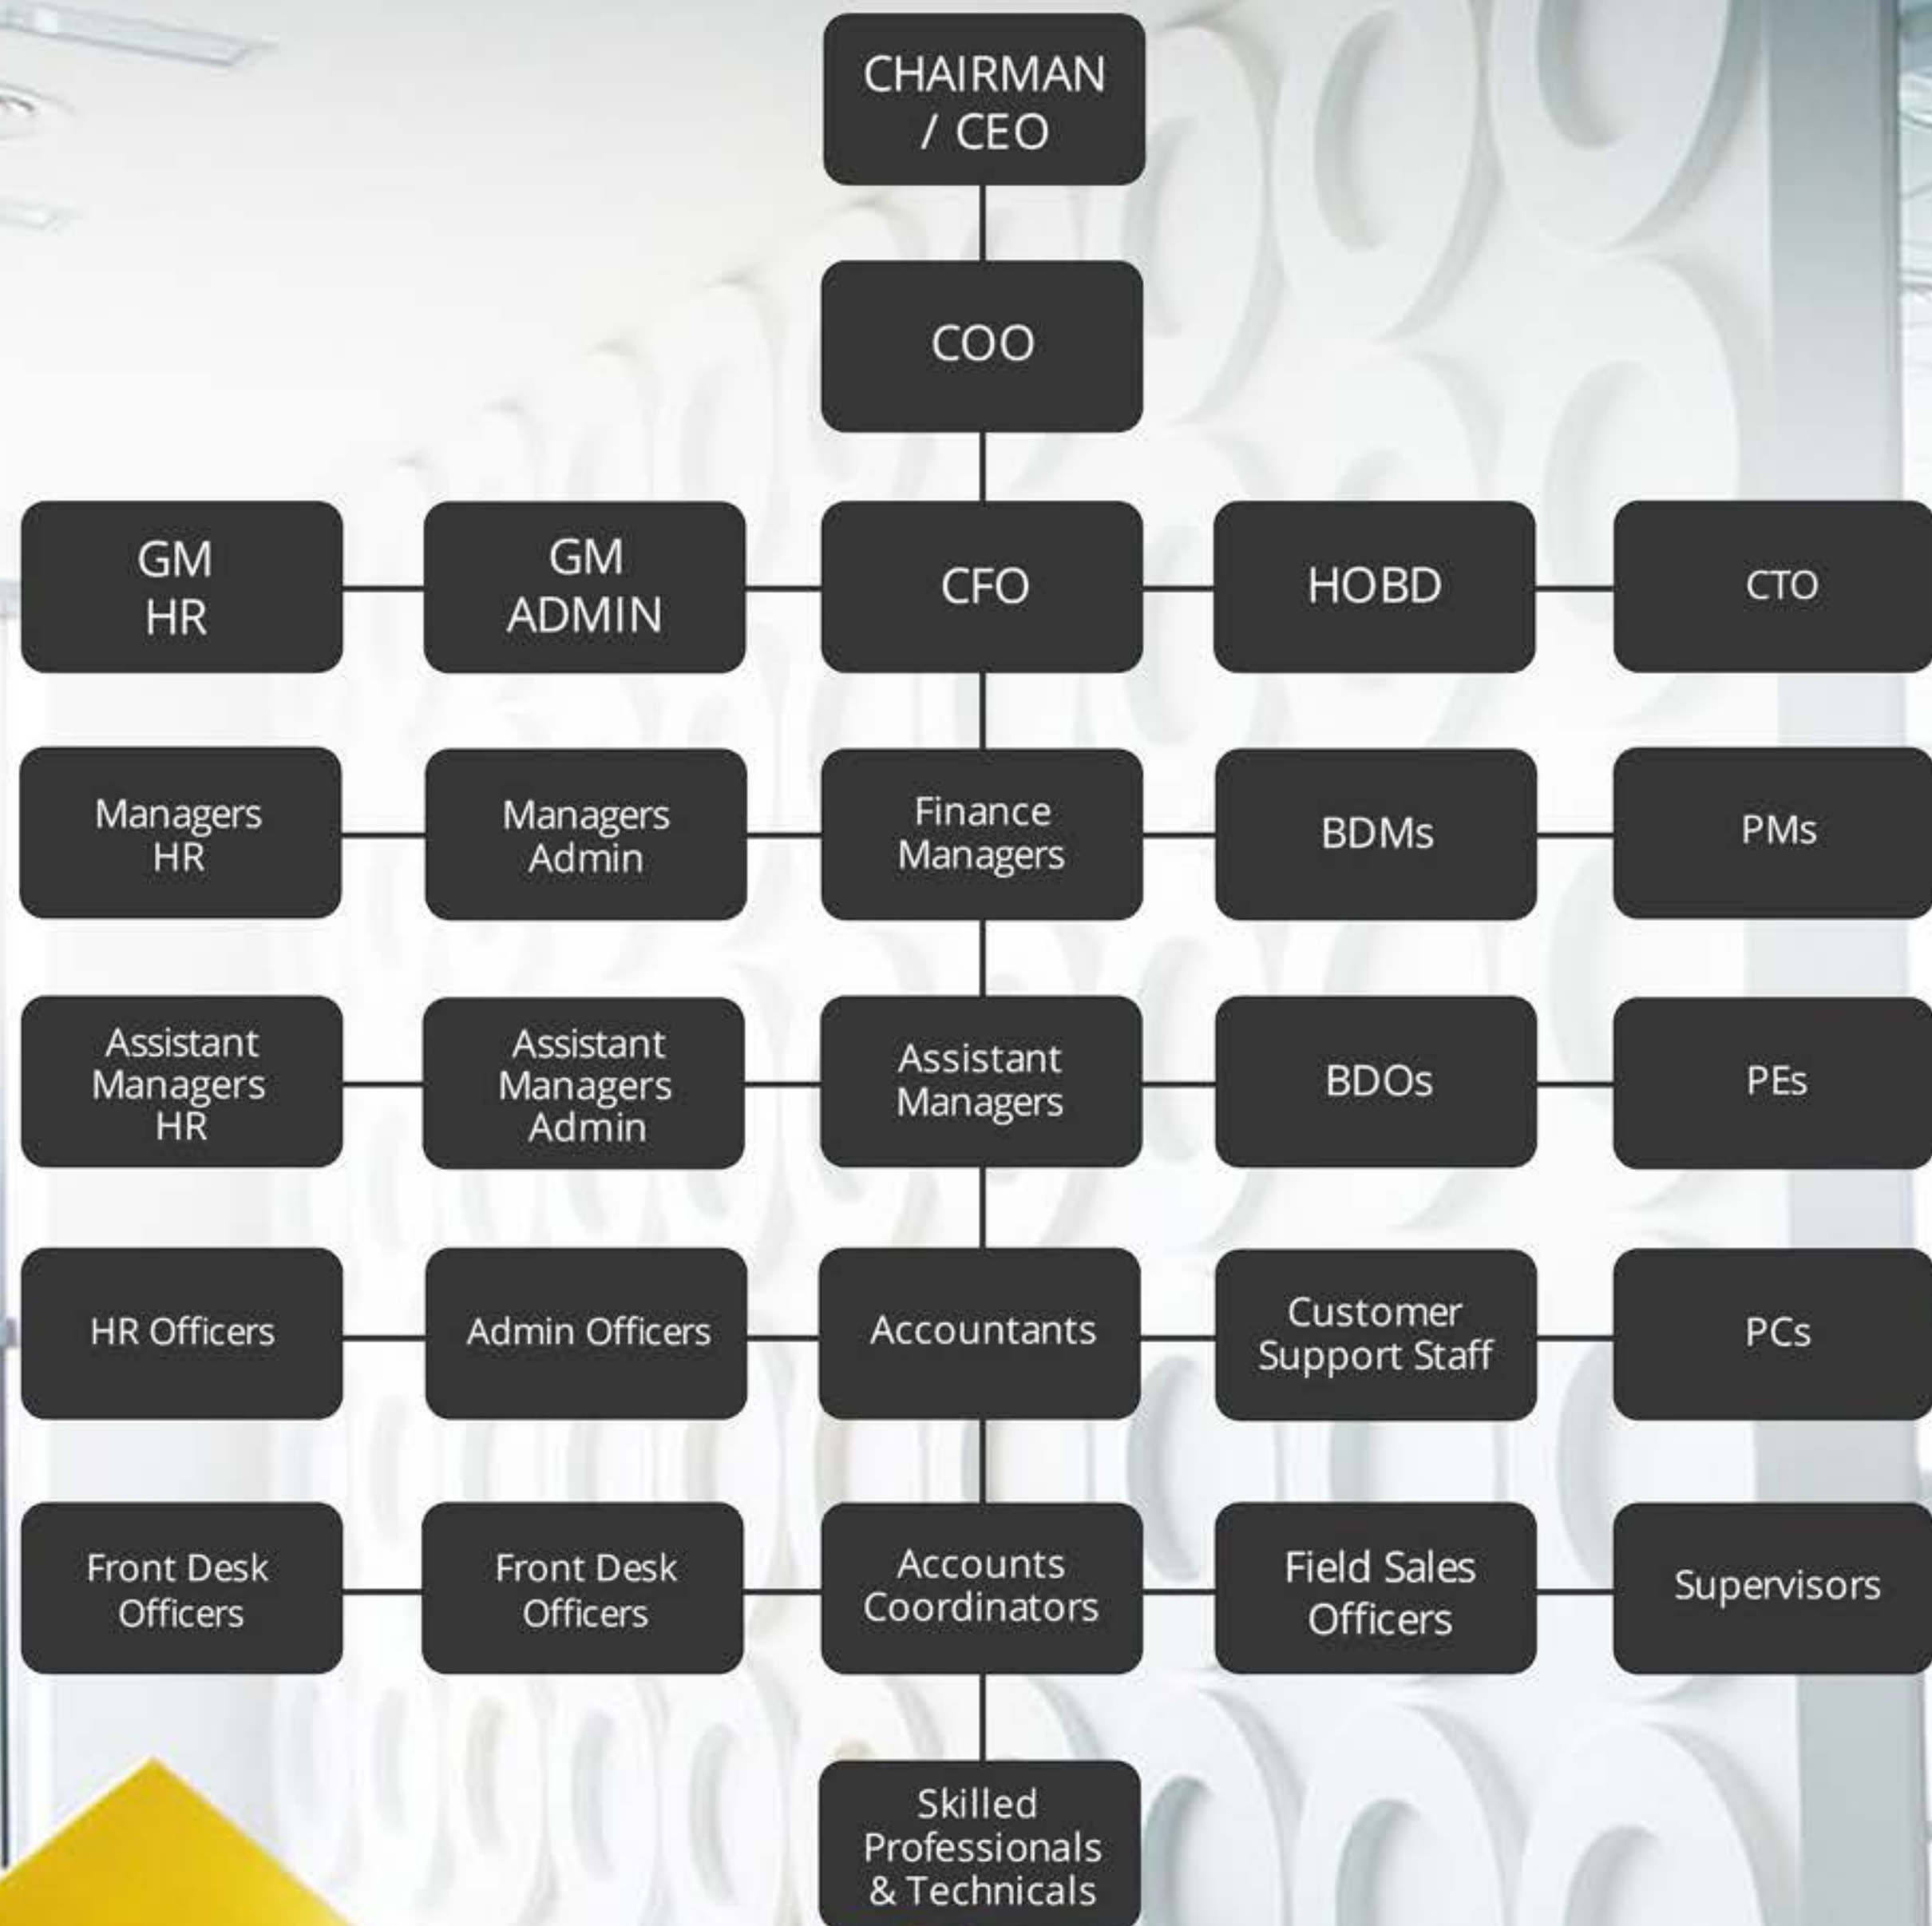 CHAIRMAN
/ CEO
COO
GM
HR
GM
ADMIN
CFO
HOBD
CTO
Managers
HR
Managers
Admin
Finance
Managers
BDMs
PMs
Assistant
Managers
HR
Assistant
Managers
Admin
Assistant
Managers
BDOs
PEs
HR Officers
Admin Officers
Accountants
Customer
Support Staff
PCs
Front Desk
Officers
Front Desk
Officers
Accounts
Coordinators
Field Sales
Officers
Supervisors
Skilled
Professionals
& Technicals